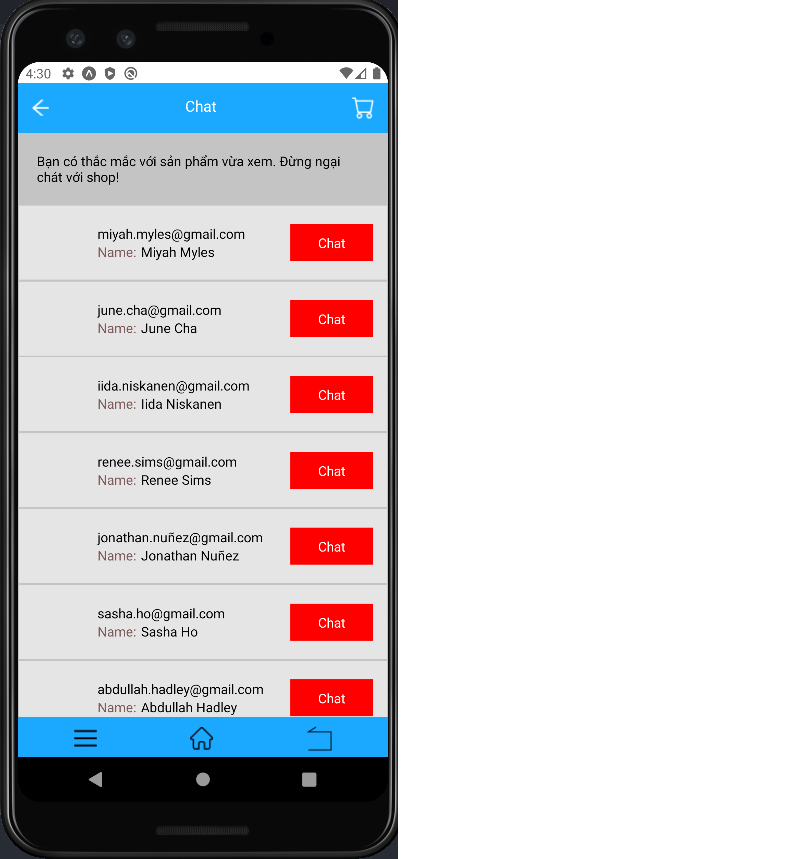 4:30
Chat
Bạn có thắc mắc với sản phẩm vừa xem. Đừng ngại
chát với shop!
miyah.myles@gmail.com
Name: Miyah Myles
Chat
june.cha@gmail.com
Name: June Cha
Chat
iida.niskanen@gmail.com
Name: Iida Niskanen
Chat
renee.sims@gmail.com
Name: Renee Sims
Chat
jonathan.nuñez@gmail.com
Name: Jonathan Nuñez
Chat
sasha.ho@gmail.com
Name: Sasha Ho
Chat
abdullah.hadley@gmail.com
Name: Abdullah Hadley
Chat